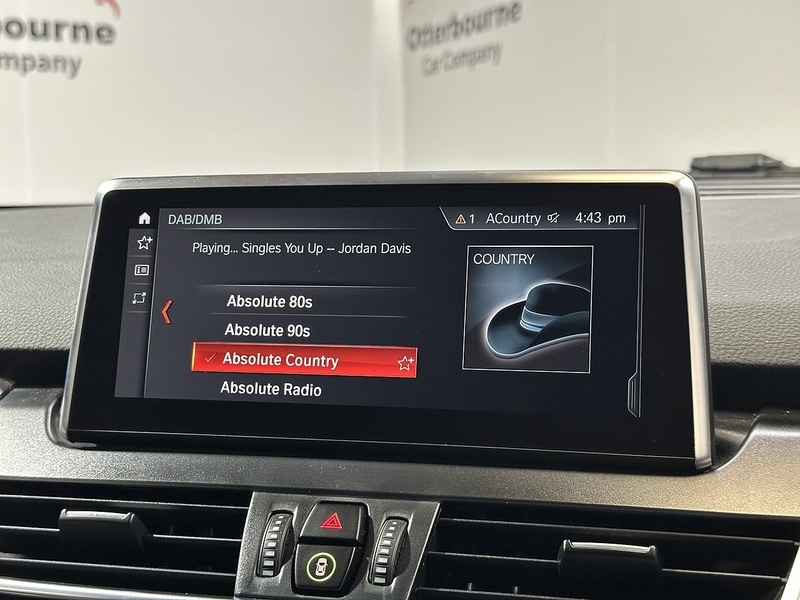 bourne
mpany
Otterbourne
Car Company
DAB/DMB
1 ACountry 4:43 pm
Playing... Singles You Up – Jordan Davis
COUNTRY
Absolute 80s
Absolute 90s
Absolute Country
Absolute Radio